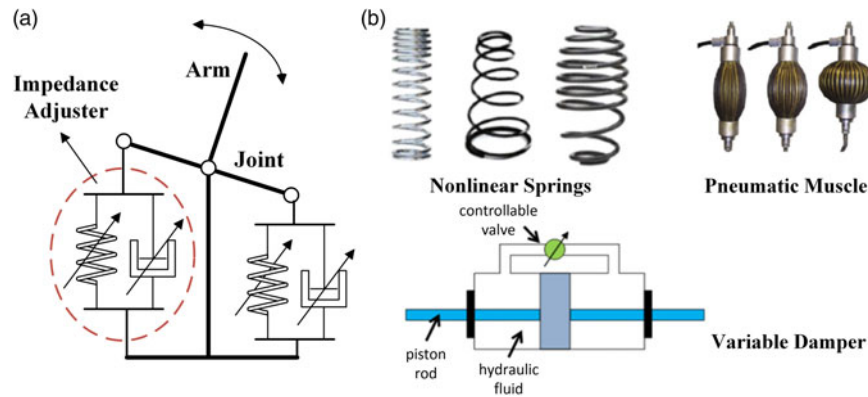 (a)
Arm
Impedance
Adjuster
Joint
(b)
Nonlinear Springs
Pneumatic Muscle
controllable
valve
piston
rod
hydraulic
fluid
Variable Damper